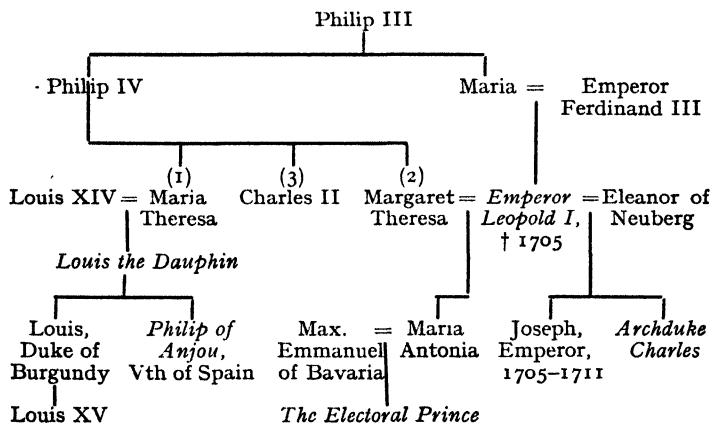 Philip III
Philip IV Maria = Emperor
Ferdinand III
(1) (3) (2)
Louis XIV = Maria Charles II Margaret Emperor = Eleanor of
Theresa Theresa = Leopold I, Neuberg
† 1705
Louis the Dauphin
Louis, Philip of Max. = Maria Joseph, Archduke
Duke of Anjou, Emmanuel Antonia Emperor, Charles
Burgundy Vth of Spain of Bavaria 1705–1711
Louis XV The Electoral Prince